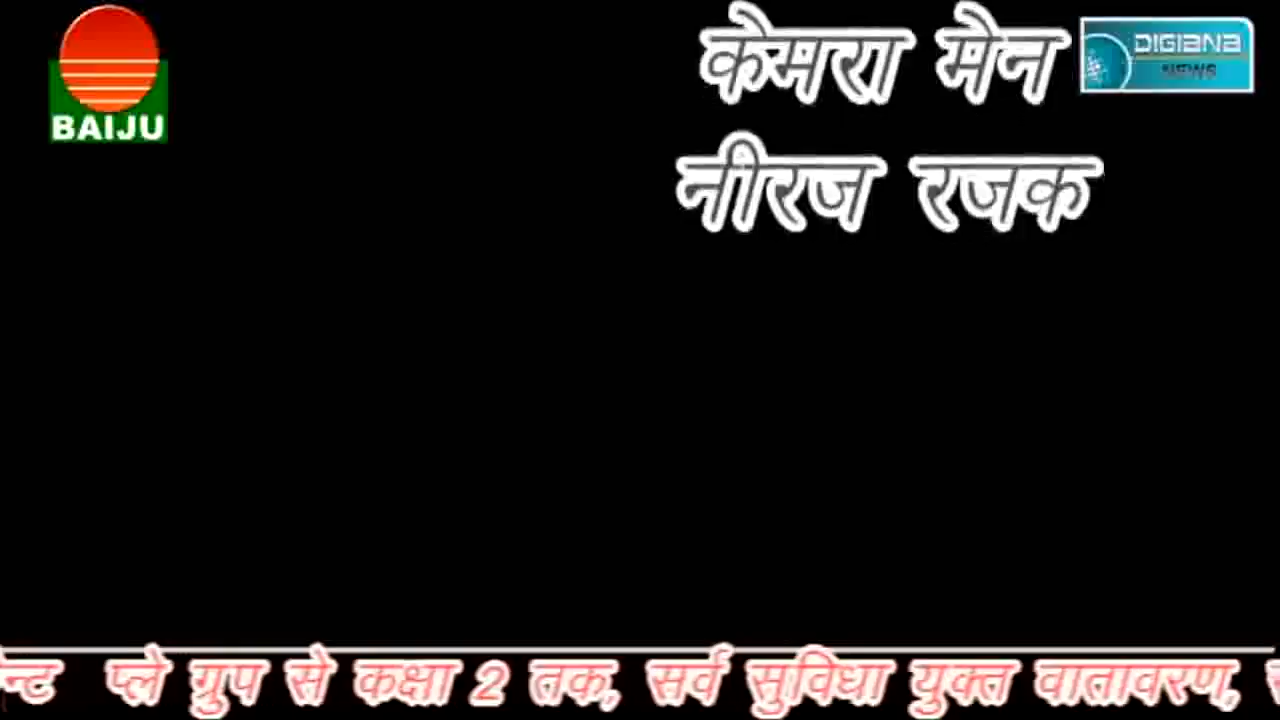 केमरा मेन
DIGIANA
NEWS
BAIJU
नीरज रजक
प्ले ग्रुप से कक्षा 2 तक, सर्व सुविधा युक्त वातावरण,